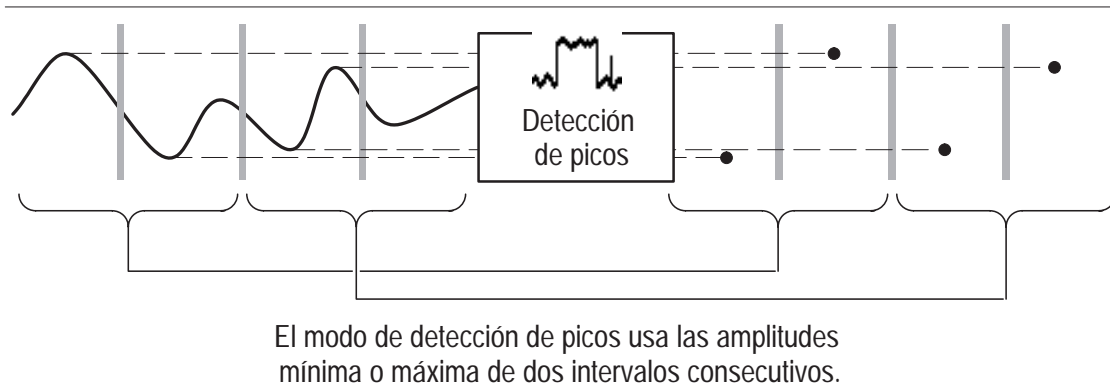 Detección
de picos
El modo de detección de picos usa las amplitudes
mínima o máxima de dos intervalos consecutivos.